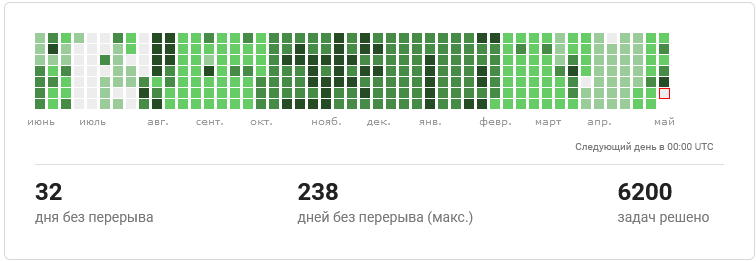 июнь июль авг. сент. окт. нояб. дек. янв. февр. март апр. май
Следующий день в 00:00 UTC
32 238 6200
дня без перерыва дней без перерыва (макс.) задач решено